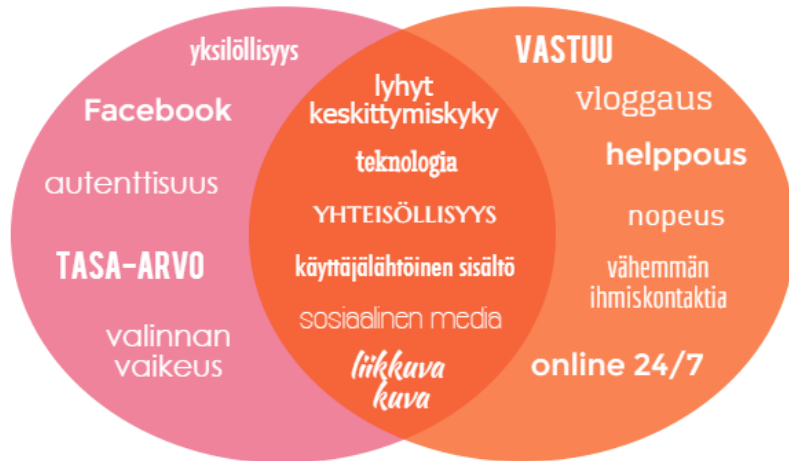 yksilöllisyys
Facebook
autenttisuus
TASA-ARVO
valinnan
vaikeus
lyhyt
keskittymiskyky
teknologia
YHTEISÖLLISYYS
käyttäjälähtöinen sisältö
sosiaalinen media
liikkuva
kuva
VASTUU
vloggaus
helppous
nopeus
vähemmän
ihmiskontaktia
online 24/7